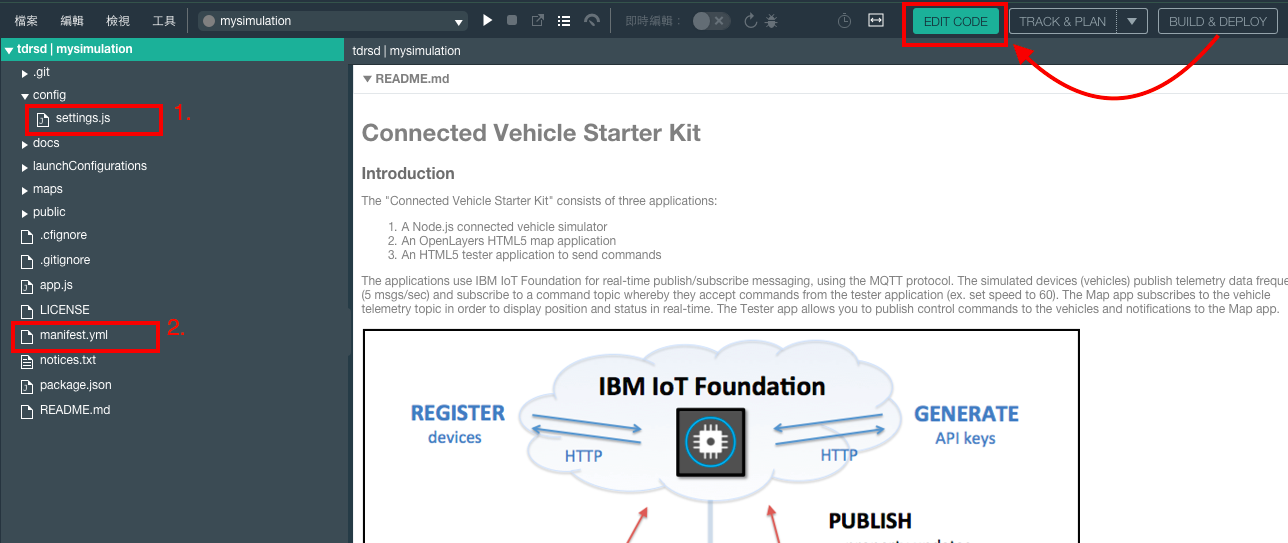 檔案 編輯 檢視 工具 mysimulation 即時編輯： EDIT CODE TRACK & PLAN BUILD & DEPLOY
tdrsd | mysimulation
.git
config
settings.js 1.
docs
launchConfigurations
maps
public
.cfignore
.gitignore
app.js
LICENSE
manifest.yml 2.
notices.txt
package.json
README.md
tdrsd | mysimulation
README.md
Connected Vehicle Starter Kit
Introduction
The "Connected Vehicle Starter Kit" consists of three applications:
1. A Node.js connected vehicle simulator
2. An OpenLayers HTML5 map application
3. An HTML5 tester application to send commands
The applications use IBM IoT Foundation for real-time publish/subscribe messaging, using the MQTT protocol. The simulated devices (vehicles) publish telemetry data freque
(5 msgs/sec) and subscribe to a command topic whereby they accept commands from the tester application (ex. set speed to 60). The Map app subscribes to the vehicle
telemetry topic in order to display position and status in real-time. The Tester app allows you to publish control commands to the vehicles and notifications to the Map app.
IBM IoT Foundation
REGISTER
devices
HTTP
GENERATE
API keys
HTTP
PUBLISH